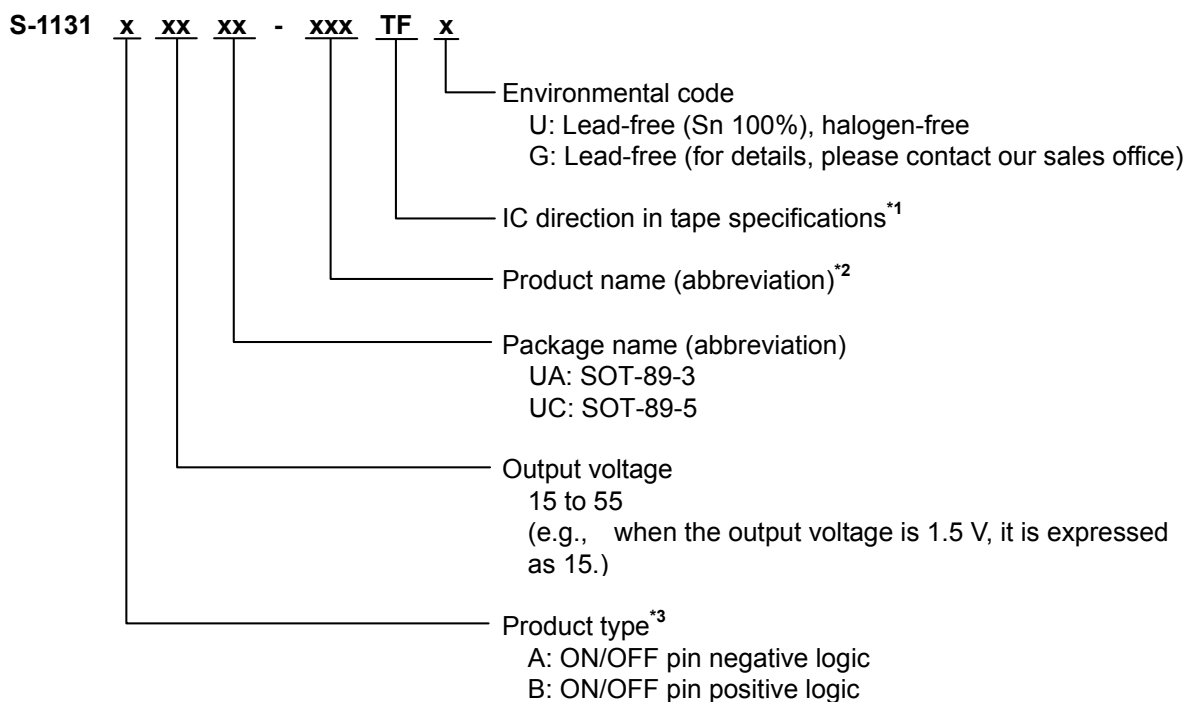 S-1131 x xx xx - xxx TF x
Environmental code
U: Lead-free (Sn 100%), halogen-free
G: Lead-free (for details, please contact our sales office)
IC direction in tape specifications*1
Product name (abbreviation)*2
Package name (abbreviation)
UA: SOT-89-3
UC: SOT-89-5
Output voltage
15 to 55
(e.g., when the output voltage is 1.5 V, it is expressed
as 15.)
Product type*3
A: ON/OFF pin negative logic
B: ON/OFF pin positive logic